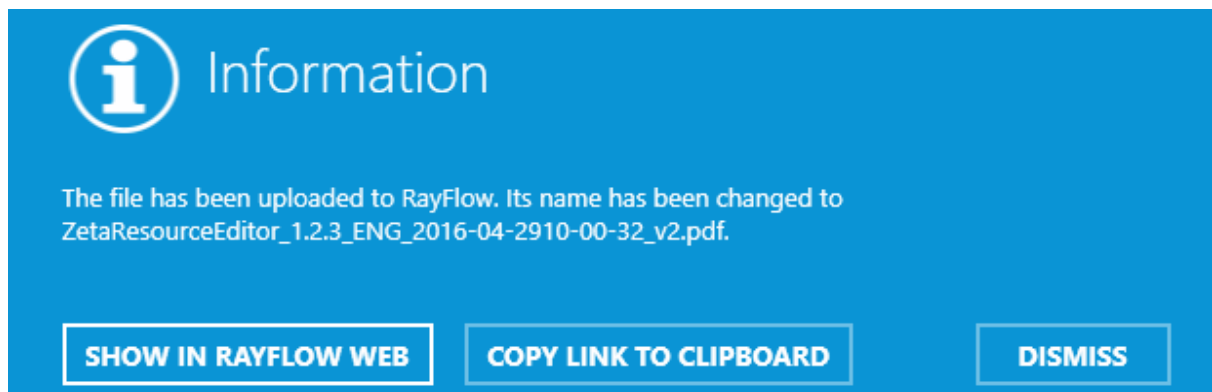 Information
The file has been uploaded to RayFlow. Its name has been changed to
ZetaResourceEditor_1.2.3_ENG_2016-04-2910-00-32_v2.pdf.
SHOW IN RAYFLOW WEB
COPY LINK TO CLIPBOARD
DISMISS